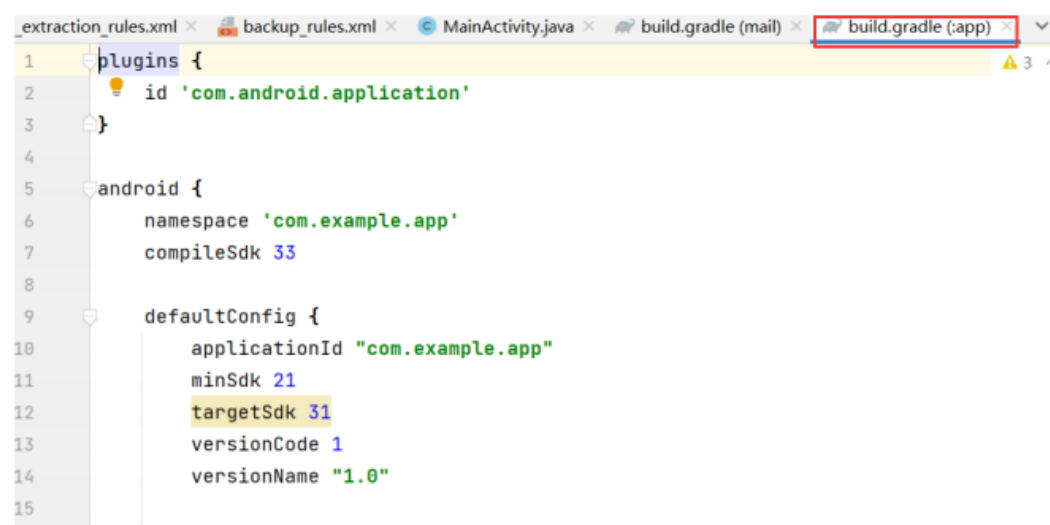 _extraction_rules.xml backup_rules.xml MainActivity.java build.gradle (mail) build.gradle (:app)
1 plugins { 3
2 id 'com.android.application'
3 }
4
5 android {
6 namespace 'com.example.app'
7 compileSdk 33
8
9 defaultConfig {
10 applicationId "com.example.app"
11 minSdk 21
12 targetSdk 31
13 versionCode 1
14 versionName "1.0"
15